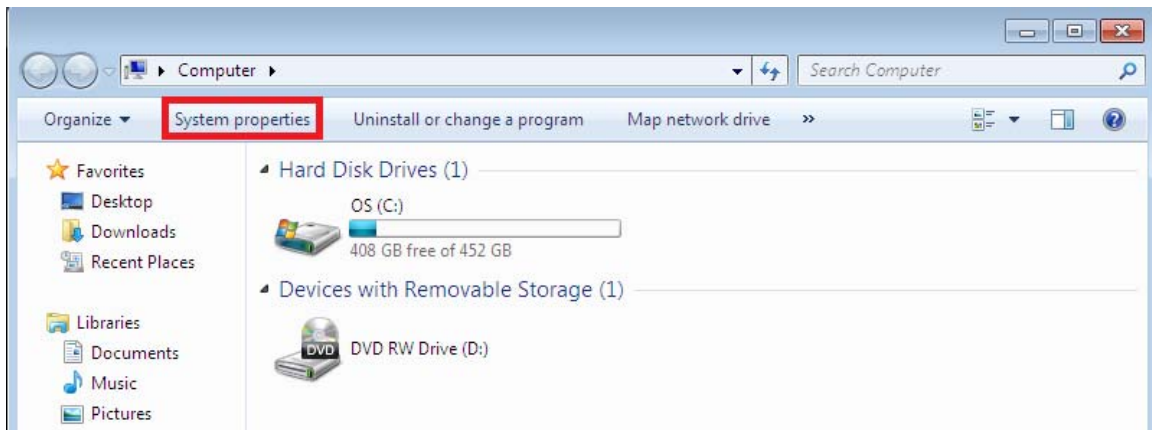 Computer
Search Computer
Organize
System properties
Uninstall or change a program
Map network drive
»
Favorites
Desktop
Downloads
Recent Places
Libraries
Documents
Music
Pictures
Hard Disk Drives (1)
OS (C:)
408 GB free of 452 GB
Devices with Removable Storage (1)
DVD
DVD RW Drive (D:)